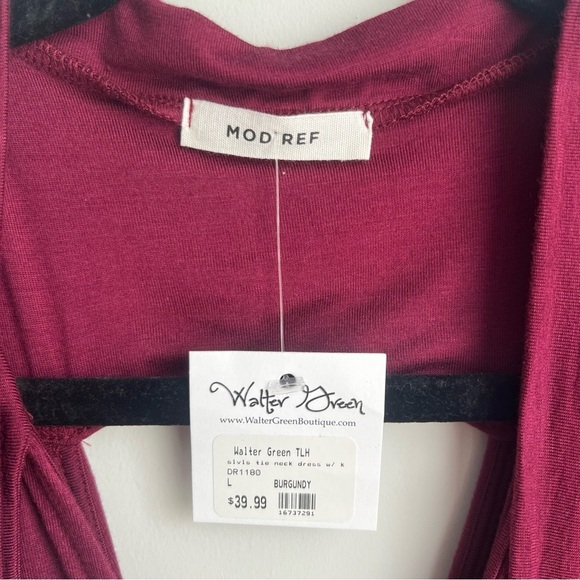 MOD REF
Walter Green
www.WalterGreenBoutique.com
Walter Green TLH
slvls tie neck dress w/ k
DR1180
L BURGUNDY
$39.99
16737291